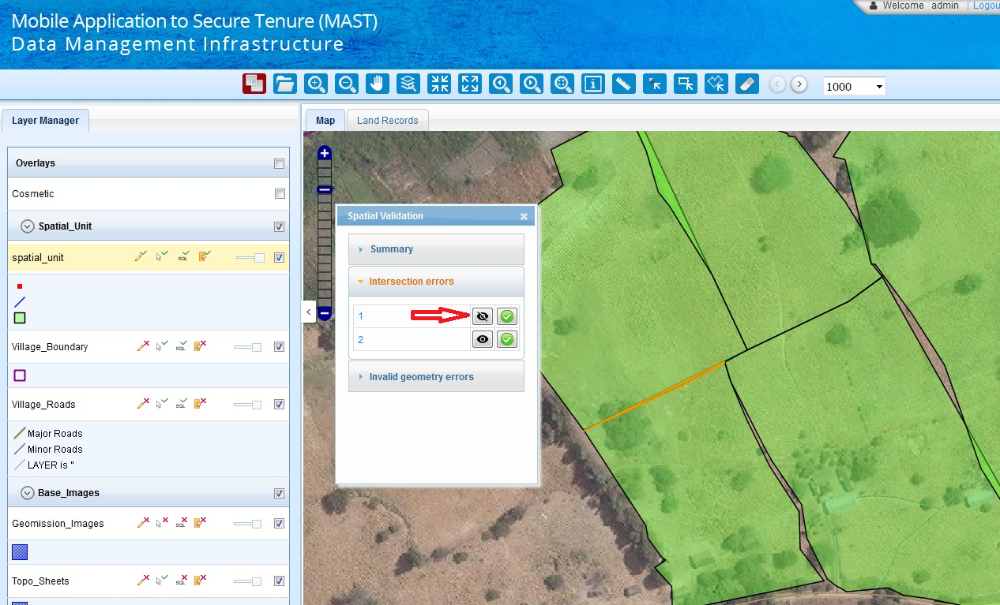 Welcome admin | Logou
Mobile Application to Secure Tenure (MAST)
Data Management Infrastructure
1000
Layer Manager
Map
Land Records
Overlays
Cosmetic
Spatial_Unit
spatial_unit
SQL
Village_Boundary
SQL
Village_Roads
SQL
Major Roads
Minor Roads
LAYER is "
Base_Images
Geomission_Images
SQL
Topo_Sheets
SQL
Spatial Validation
Summary
Intersection errors
1
2
Invalid geometry errors